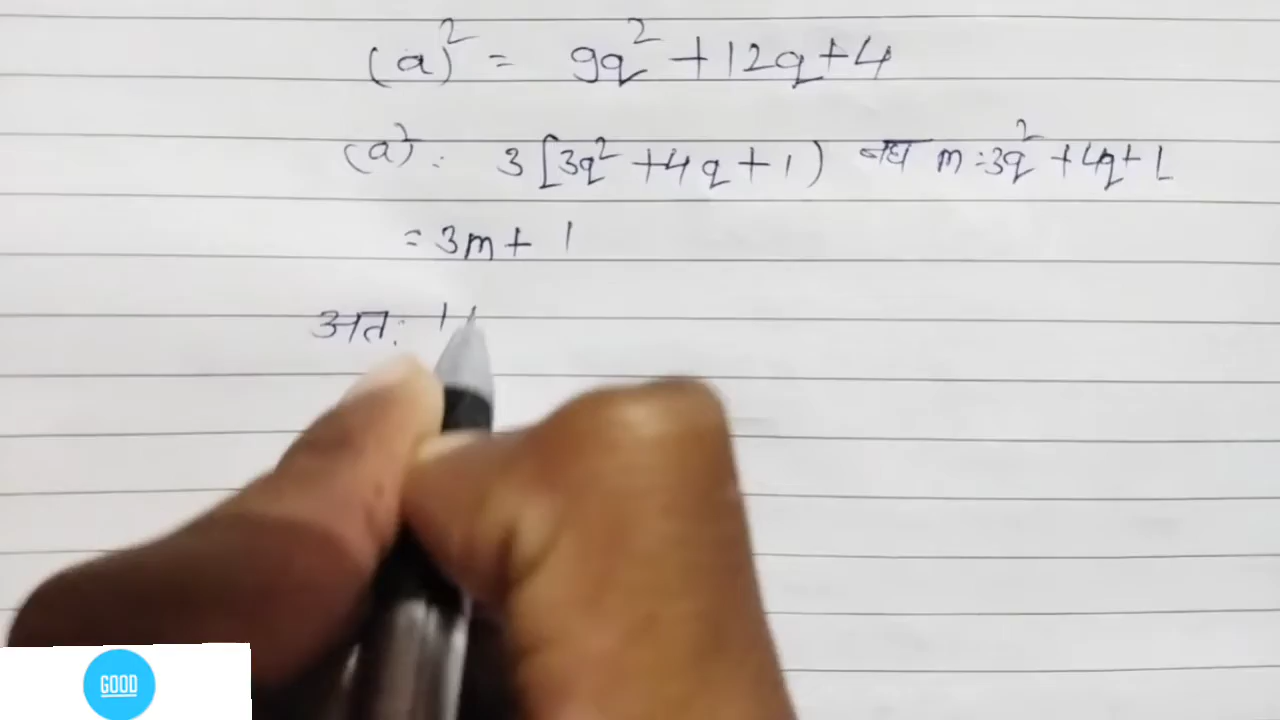 (a)² = 9q² + 12q + 4
(a)² = 3[3q² + 4q + 1) जहाँ m = 3q² + 4q + 1
= 3m + 1
अतः
GOOD